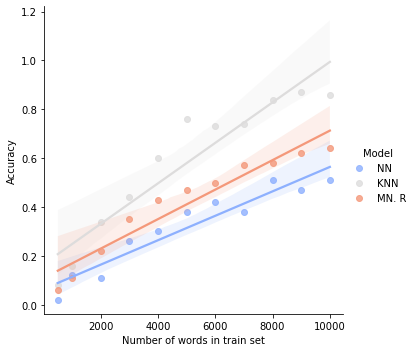 1.2
1.0
0.8
0.6
0.4
0.2
0.0
Accuracy
2000 4000 6000 8000 10000
Number of words in train set
Model
NN
KNN
MN. R